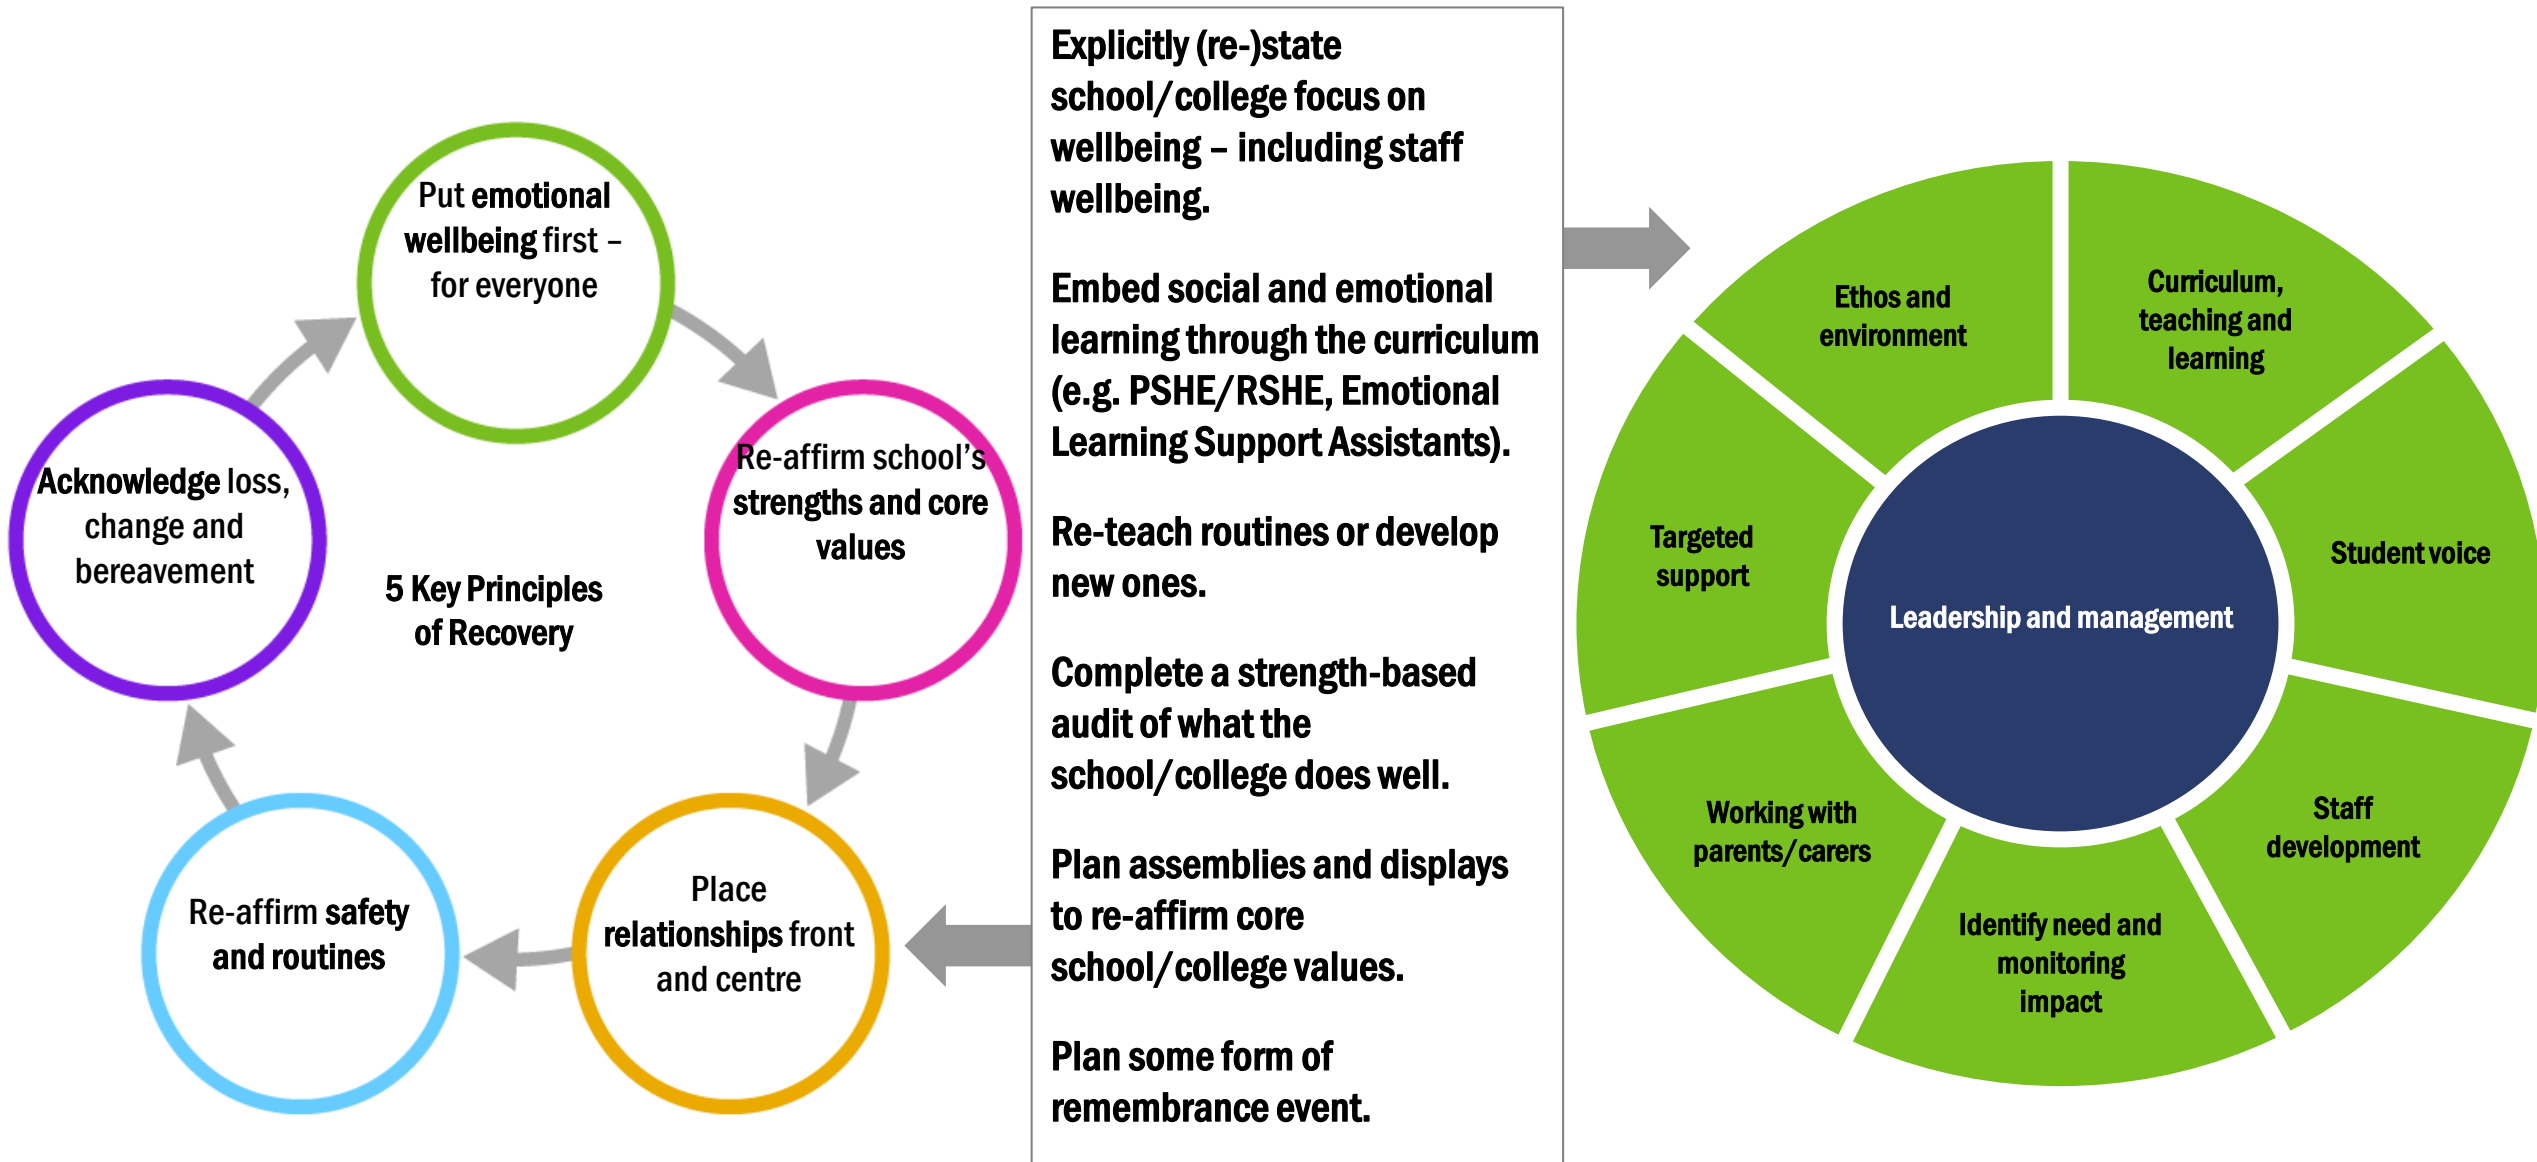 Put emotional
wellbeing first –
for everyone
Re-affirm school's
strengths and core
values
Place
relationships front
and centre
Re-affirm safety
and routines
Acknowledge loss,
change and
bereavement
5 Key Principles
of Recovery
Explicitly (re-)state
school/college focus on
wellbeing – including staff
wellbeing.
Embed social and emotional
learning through the curriculum
(e.g. PSHE/RSHE, Emotional
Learning Support Assistants).
Re-teach routines or develop
new ones.
Complete a strength-based
audit of what the
school/college does well.
Plan assemblies and displays
to re-affirm core
school/college values.
Plan some form of
remembrance event.
Ethos and
environment
Curriculum,
teaching and
learning
Student voice
Staff
development
Identify need and
monitoring
impact
Working with
parents/carers
Targeted
support
Leadership and management